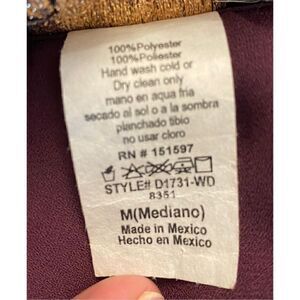 100%Polyester
100%Poliester
Hand wash cold or
Dry clean only
mano en agua fria
secado al sol o a la sombra
planchado tibio
no usar cloro
RN # 151597
STYLE# D1731-WD
8351
M(Mediano)
Made in Mexico
Hecho en Mexico